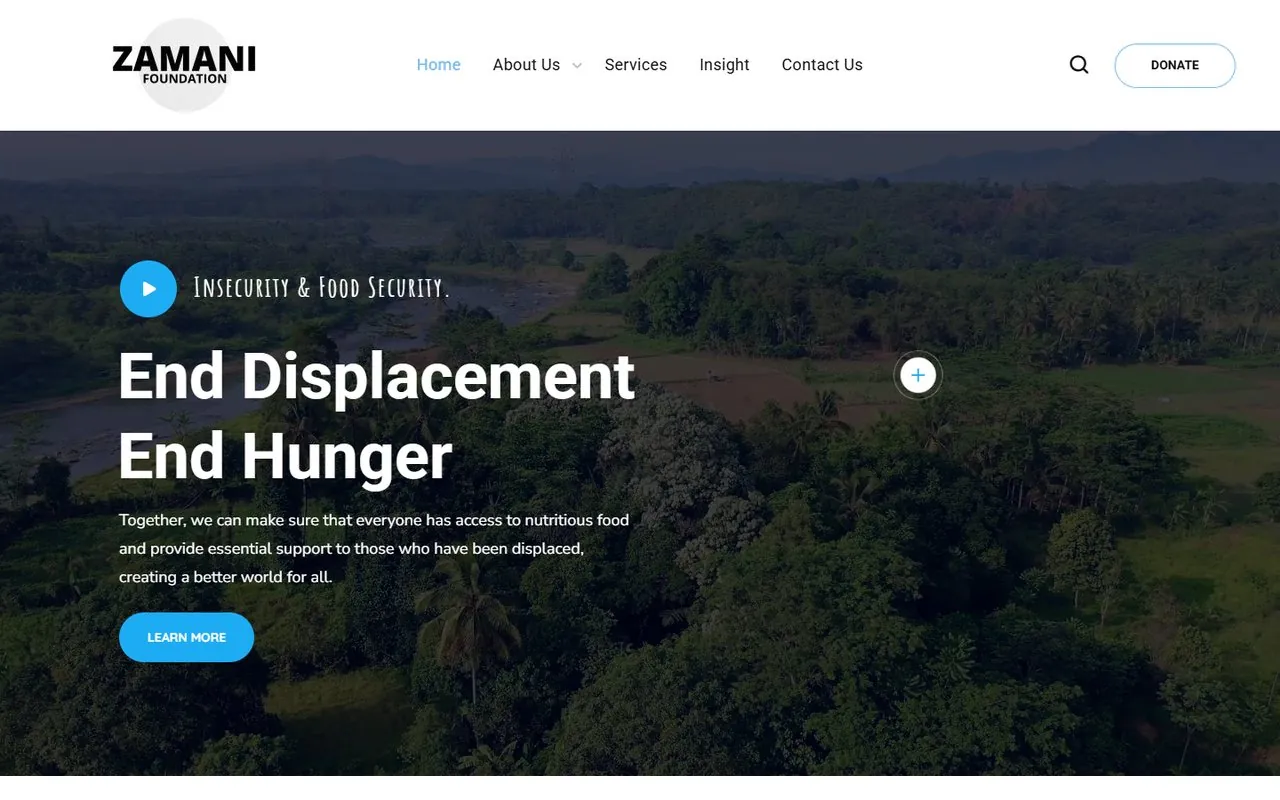 ZAMANI
FOUNDATION
Home
About Us
Services
Insight
Contact Us
DONATE
Insecurity & Food Security.
End Displacement
End Hunger
Together, we can make sure that everyone has access to nutritious food
and provide essential support to those who have been displaced,
creating a better world for all.
LEARN MORE